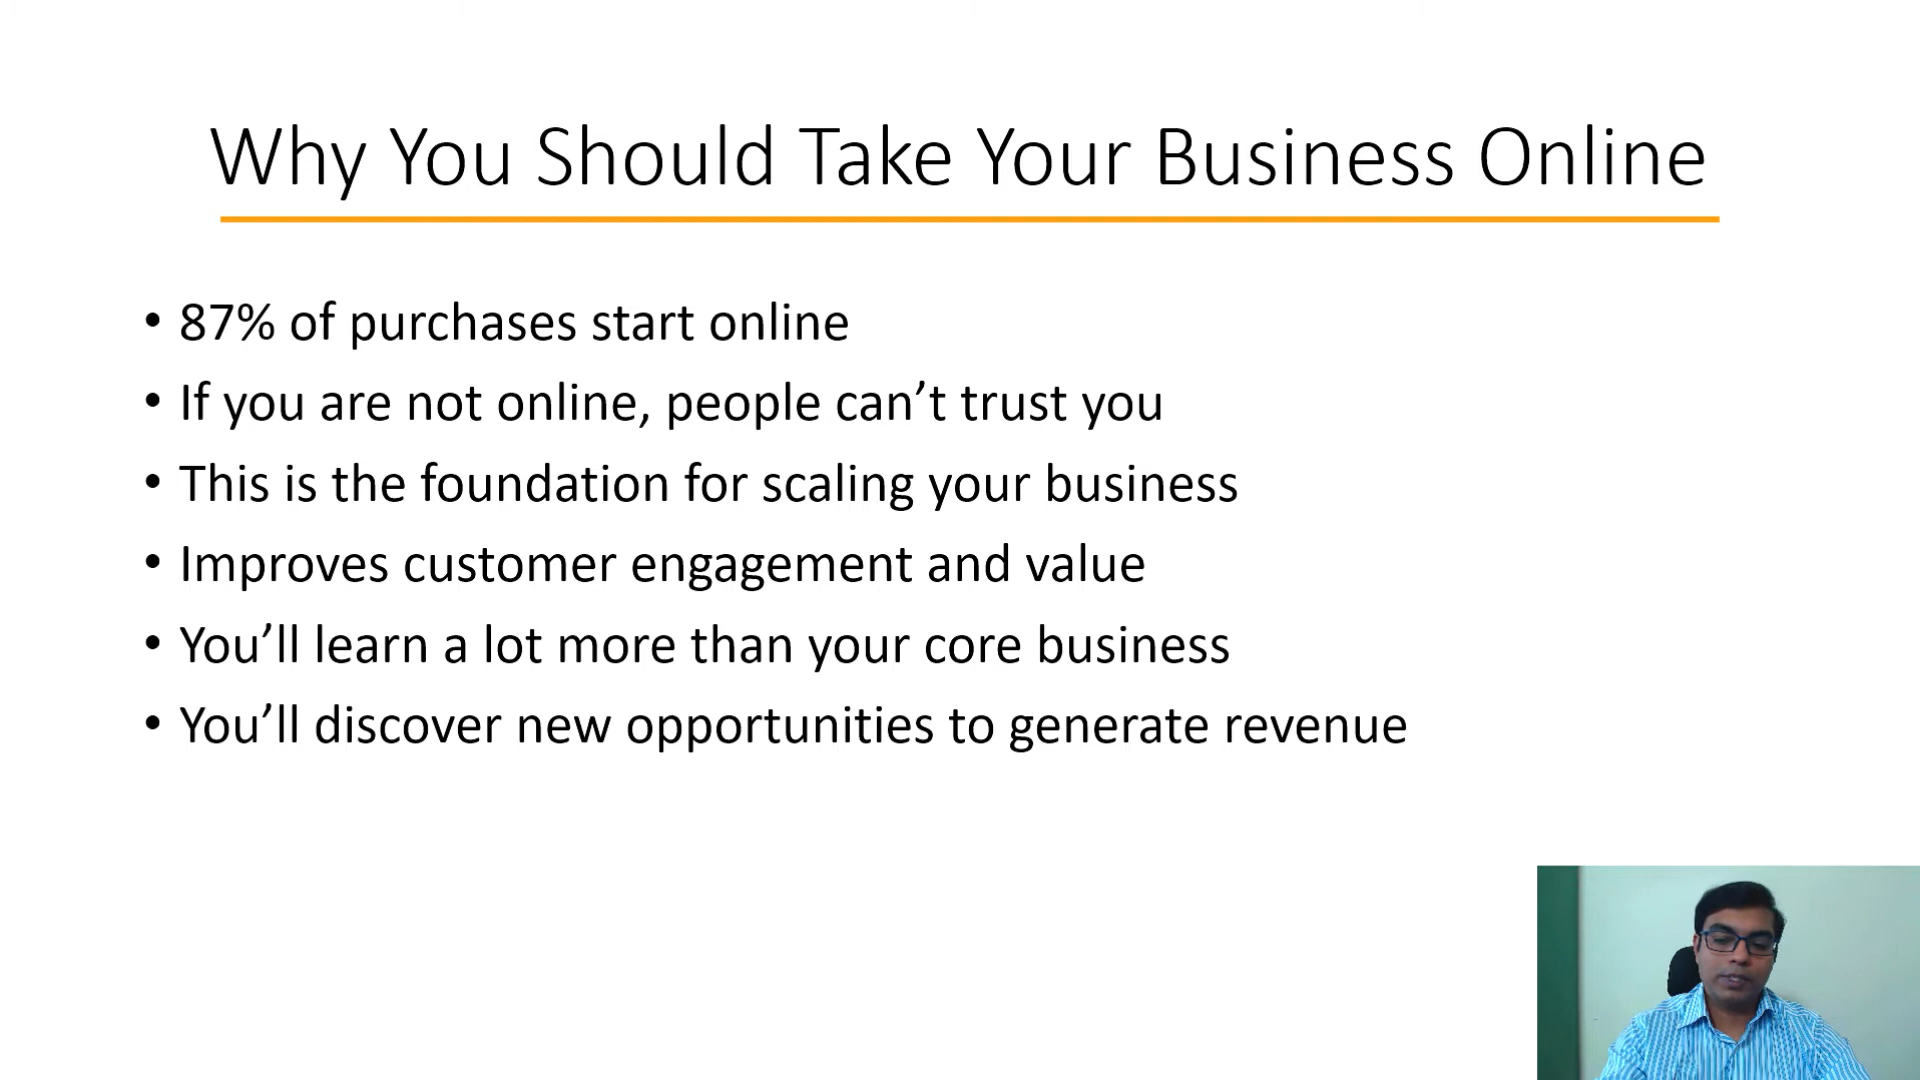 Why You Should Take Your Business Online
• 87% of purchases start online
• If you are not online, people can’t trust you
• This is the foundation for scaling your business
• Improves customer engagement and value
• You’ll learn a lot more than your core business
• You’ll discover new opportunities to generate revenue